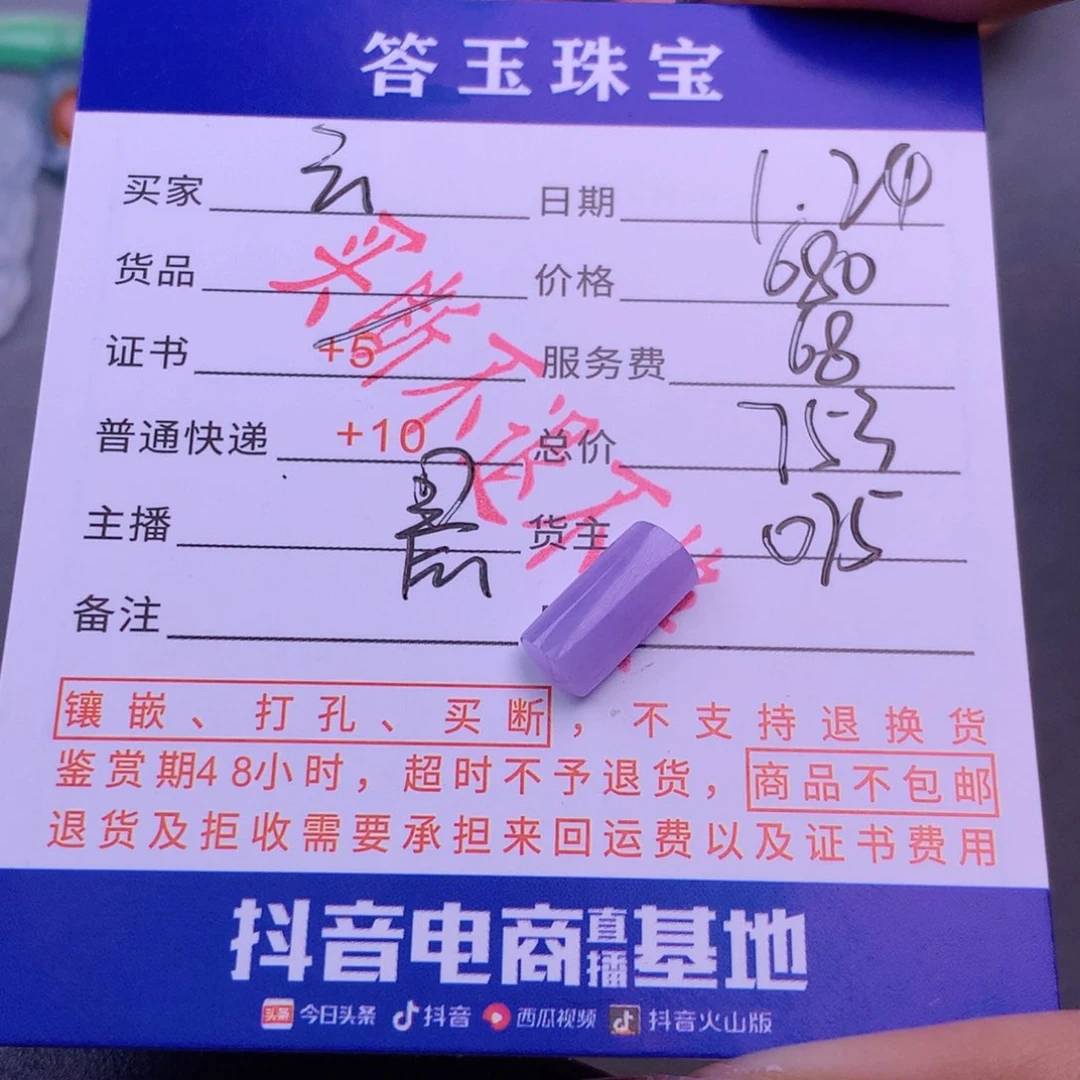 答玉珠宝
买家 云 日期 1.24
货品 价格 680
证书 +5 服务费 68
普通快递 +10 总价 753
主播 货主 075
备注
镶嵌、打孔、买断，不支持退换货
鉴赏期48小时，超时不予退货，商品不包邮
退货及拒收需要承担来回运费以及证书费用
抖音电商直播基地
头条 今日头条 抖音 西瓜视频 抖音火山版